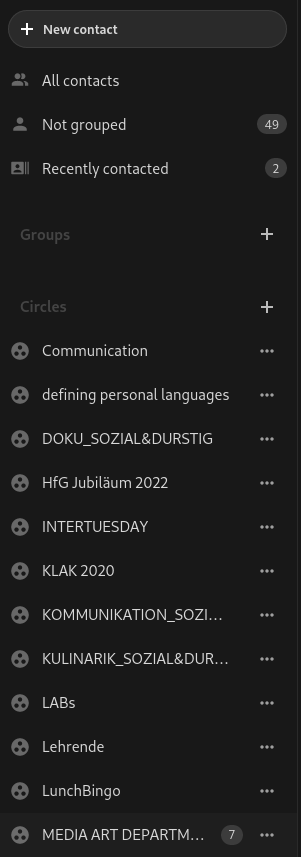 New contact
All contacts
Not grouped 49
Recently contacted 2
Groups
Circles
Communication
defining personal languages
DOKU_SOZIAL&DURSTIG
HfG Jubiläum 2022
INTERTUESDAY
KLAK 2020
KOMMUNIKATION_SOZI...
KULINARIK_SOZIAL&DUR...
LABs
Lehrende
LunchBingo
MEDIA ART DEPARTM... 7